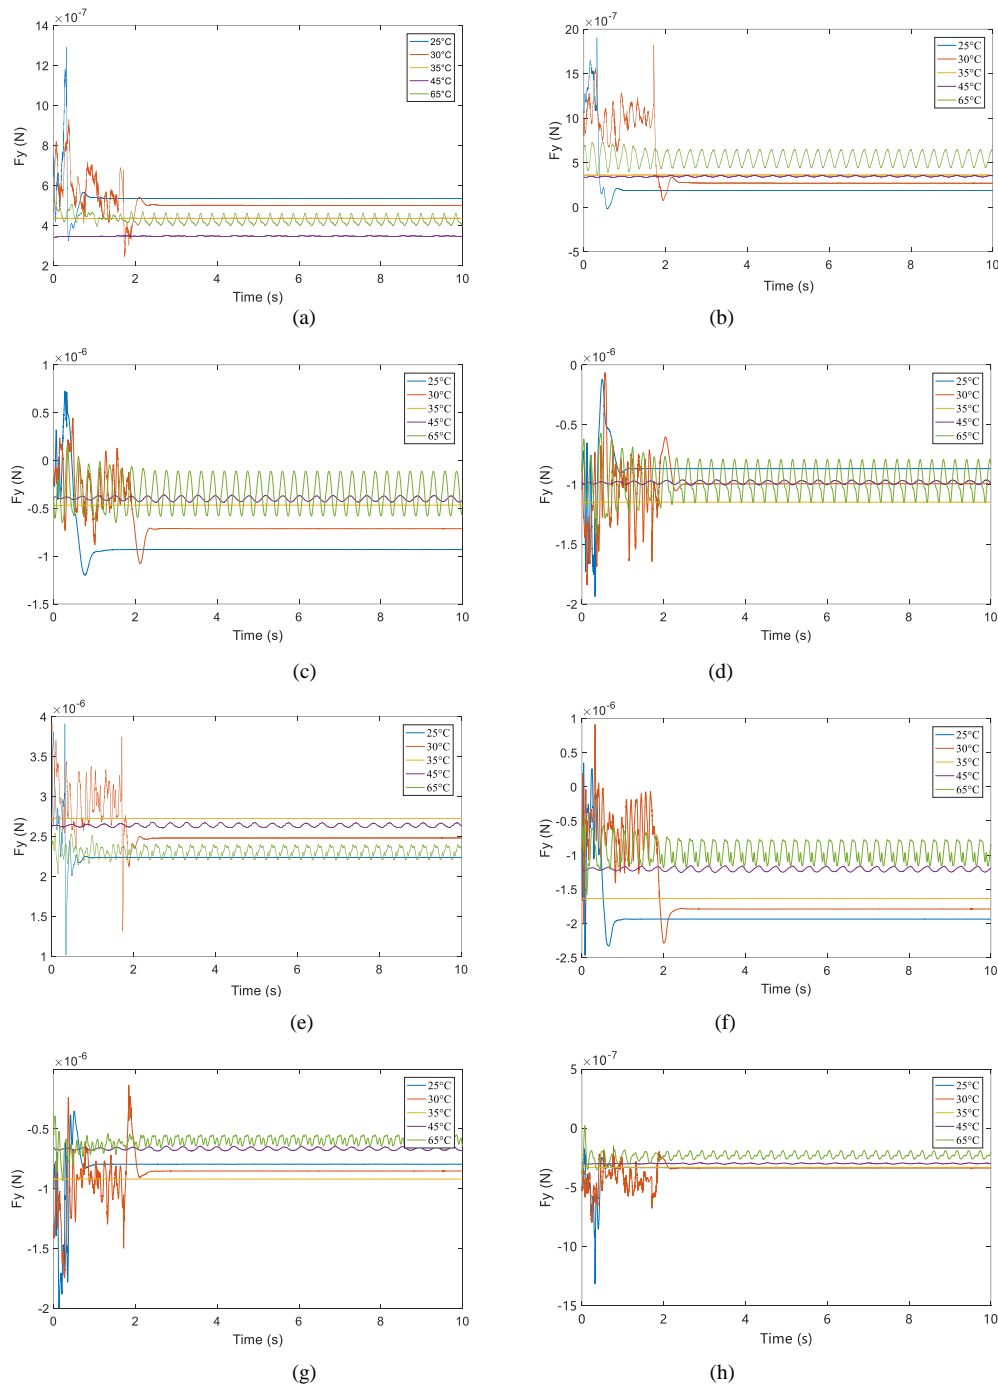 ×10⁻⁷
14
12
10
8
6
4
2
Fy (N)
0 2 4 6 8 10
Time (s)
25°C
30°C
35°C
45°C
65°C
(a)
×10⁻⁷
20
15
10
5
0
-5
Fy (N)
0 2 4 6 8 10
Time (s)
25°C
30°C
35°C
45°C
65°C
(b)
×10⁻⁶
1
0.5
0
-0.5
-1
-1.5
Fy (N)
0 2 4 6 8 10
Time (s)
25°C
30°C
35°C
45°C
65°C
(c)
×10⁻⁶
0
-0.5
-1
-1.5
-2
Fy (N)
0 2 4 6 8 10
Time (s)
25°C
30°C
35°C
45°C
65°C
(d)
×10⁻⁶
4
3.5
3
2.5
2
1.5
1
Fy (N)
0 2 4 6 8 10
Time (s)
25°C
30°C
35°C
45°C
65°C
(e)
×10⁻⁶
1
0.5
0
-0.5
-1
-1.5
-2
-2.5
Fy (N)
0 2 4 6 8 10
Time (s)
25°C
30°C
35°C
45°C
65°C
(f)
×10⁻⁶
-0.5
-1
-1.5
-2
Fy (N)
0 2 4 6 8 10
Time (s)
25°C
30°C
35°C
45°C
65°C
(g)
×10⁻⁷
5
0
-5
-10
-15
Fy (N)
0 2 4 6 8 10
Time (s)
25°C
30°C
35°C
45°C
65°C
(h)